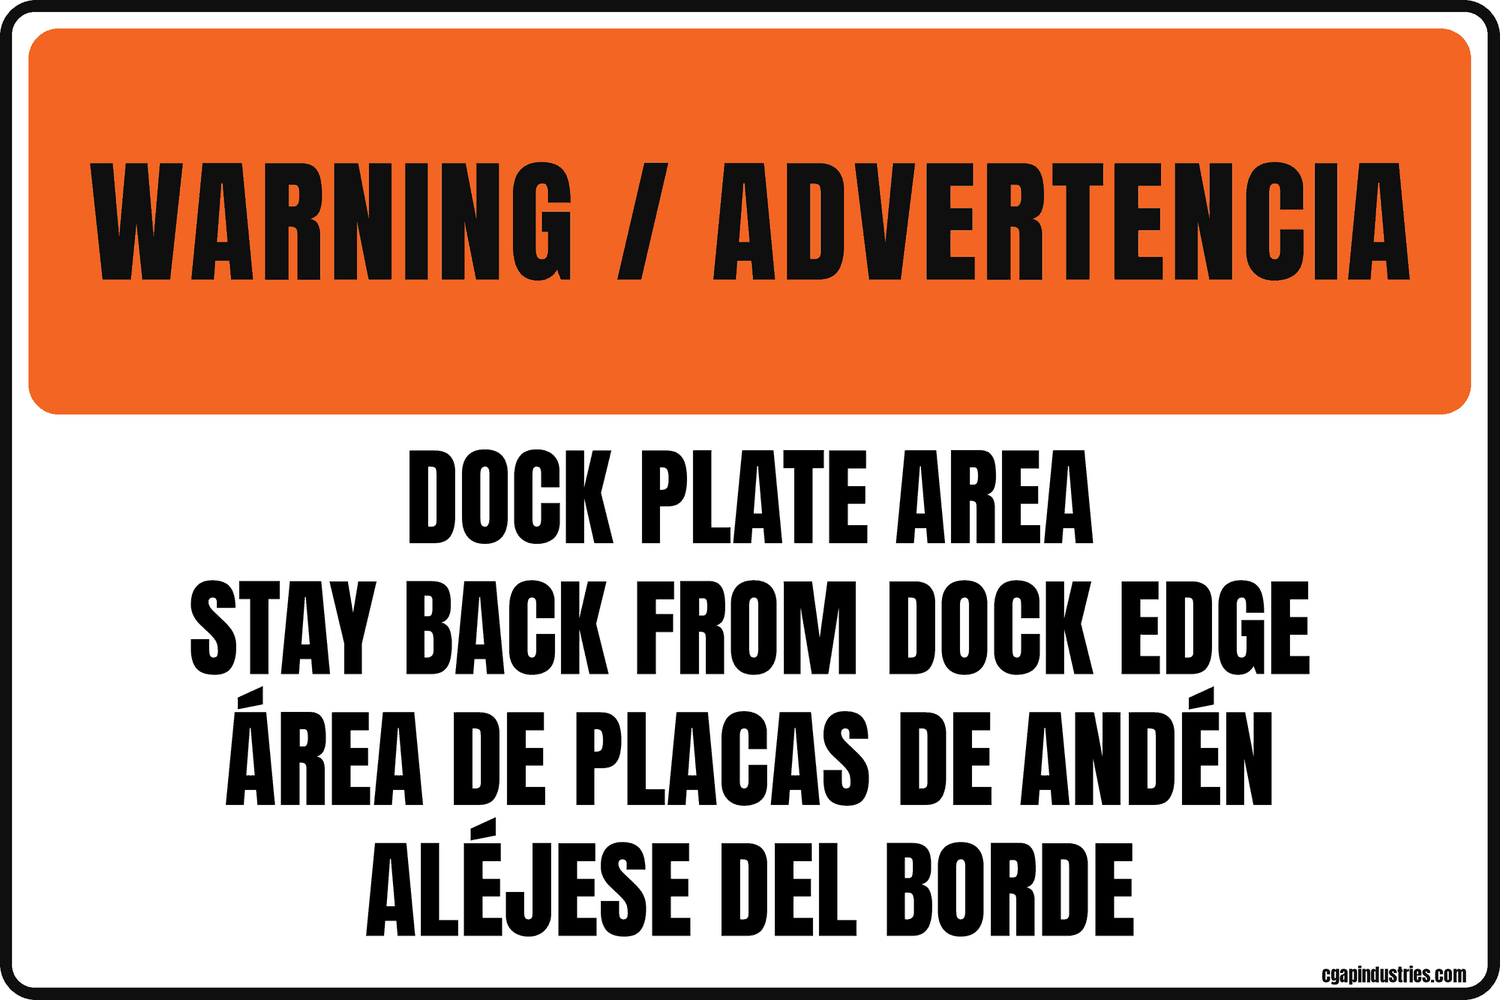 WARNING / ADVERTENCIA
DOCK PLATE AREA
STAY BACK FROM DOCK EDGE
ÁREA DE PLACAS DE ANDÉN
ALÉJESE DEL BORDE
cgapindustries.com